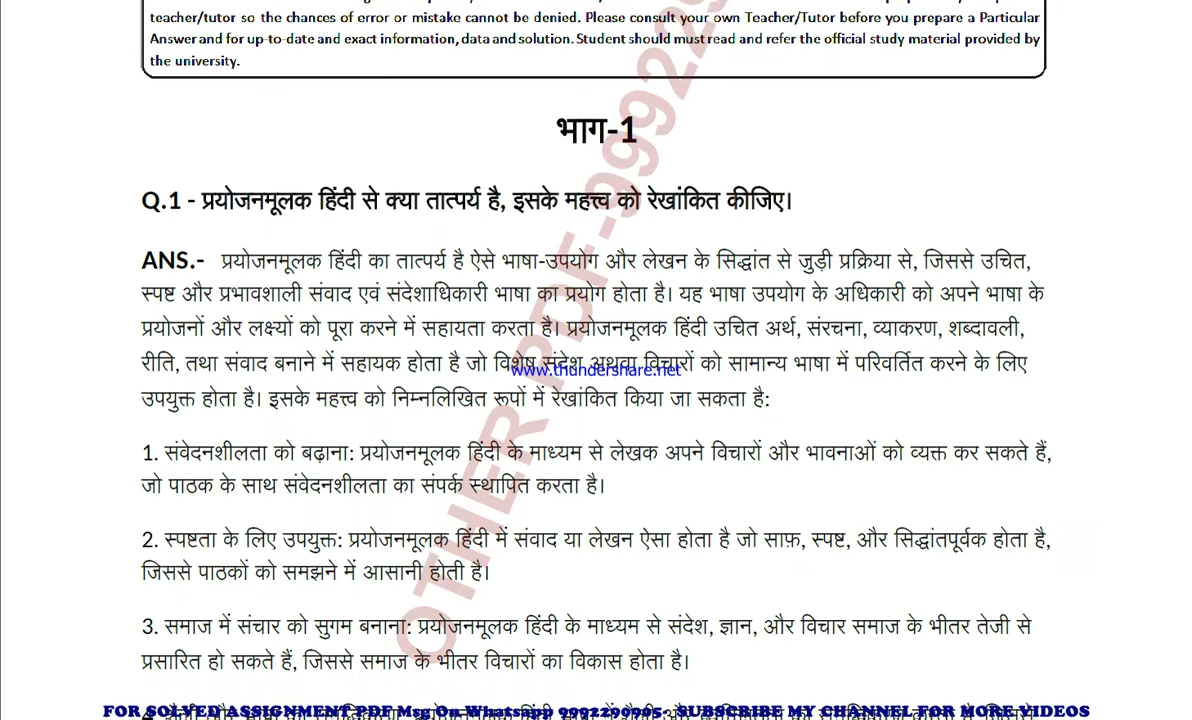 teacher/tutor so the chances of error or mistake cannot be denied. Please consult your own Teacher/Tutor before you prepare a Particular
Answer and for up-to-date and exact information, data and solution. Student should must read and refer the official study material provided by
the university.
भाग-1
Q.1 - प्रयोजनमूलक हिंदी से क्या तात्पर्य है, इसके महत्त्व को रेखांकित कीजिए।
ANS.- प्रयोजनमूलक हिंदी का तात्पर्य है ऐसे भाषा-उपयोग और लेखन के सिद्धांत से जुड़ी प्रक्रिया से, जिससे उचित,
स्पष्ट और प्रभावशाली संवाद एवं संदेशाधिकारी भाषा का प्रयोग होता है। यह भाषा उपयोग के अधिकारी को अपने भाषा के
प्रयोजनों और लक्ष्यों को पूरा करने में सहायता करता है। प्रयोजनमूलक हिंदी उचित अर्थ, संरचना, व्याकरण, शब्दावली,
रीति, तथा संवाद बनाने में सहायक होता है जो विशेष संदेश अथवा विचारों को सामान्य भाषा में परिवर्तित करने के लिए
www.thundershare.net
उपयुक्त होता है। इसके महत्त्व को निम्नलिखित रूपों में रेखांकित किया जा सकता है:
1. संवेदनशीलता को बढ़ाना: प्रयोजनमूलक हिंदी के माध्यम से लेखक अपने विचारों और भावनाओं को व्यक्त कर सकते हैं,
जो पाठक के साथ संवेदनशीलता का संपर्क स्थापित करता है।
2. स्पष्टता के लिए उपयुक्त: प्रयोजनमूलक हिंदी में संवाद या लेखन ऐसा होता है जो साफ़, स्पष्ट, और सिद्धांतपूर्वक होता है,
जिससे पाठकों को समझने में आसानी होती है।
3. समाज में संचार को सुगम बनाना: प्रयोजनमूलक हिंदी के माध्यम से संदेश, ज्ञान, और विचार समाज के भीतर तेजी से
प्रसारित हो सकते हैं, जिससे समाज के भीतर विचारों का विकास होता है।
OTHER PDF-99922
FOR SOLVED ASSIGNMENT PDF Msg On Whatsapp 9992290905- SUBSCRIBE MY CHANNEL FOR MORE VIDEOS